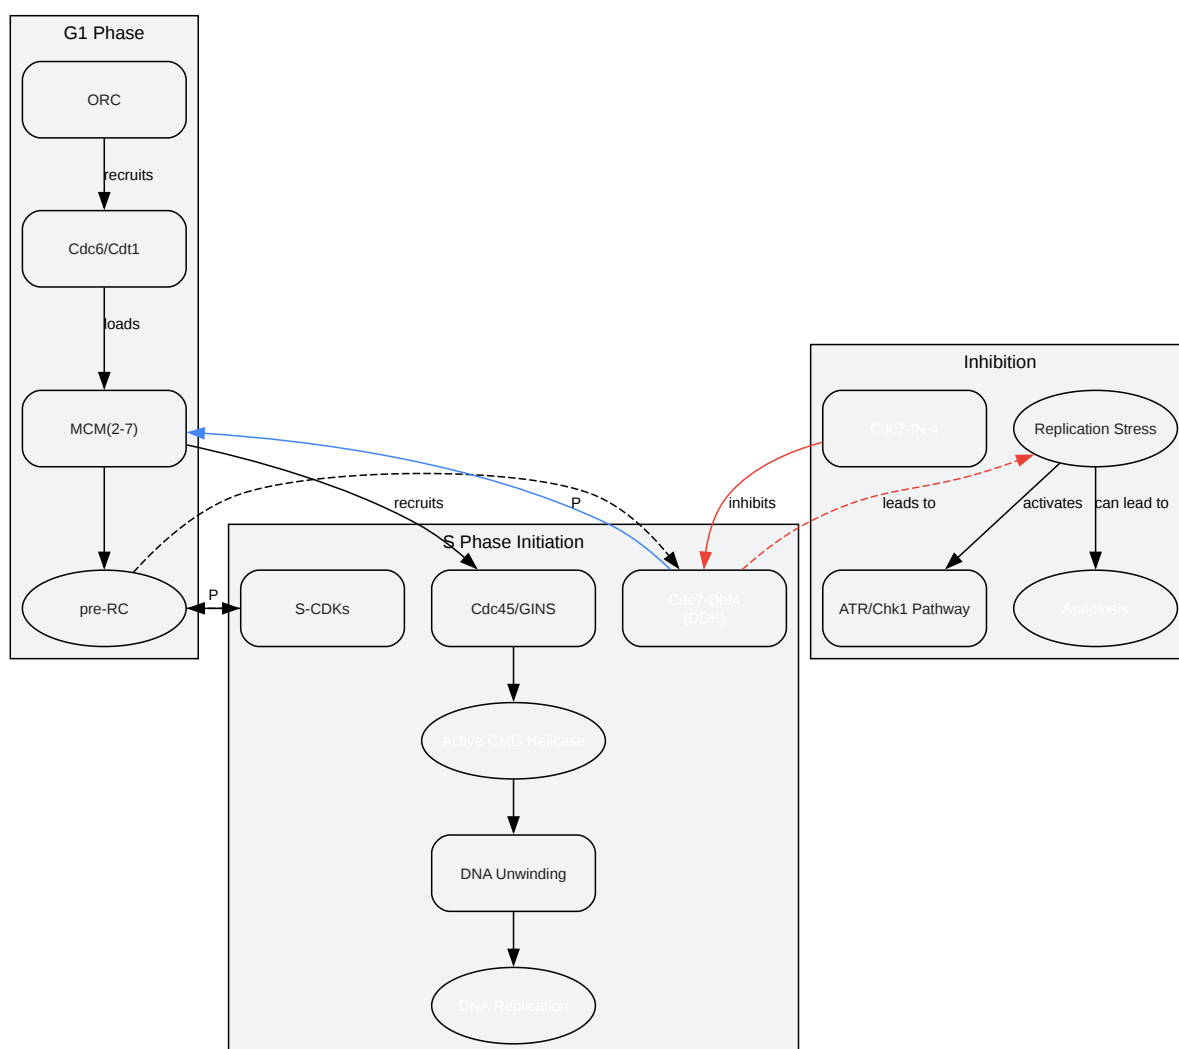 G1 Phase
ORC
recruits
Cdc6/Cdt1
loads
MCM(2-7)
pre-RC
P
recruits
P
S Phase Initiation
S-CDKs
Cdc45/GINS
Cdc7-Dbf4
(DDK)
Active CMG Helicase
DNA Unwinding
DNA Replication
Inhibition
Cdc7-IN-4
Replication Stress
inhibits
leads to
activates
can lead to
ATR/Chk1 Pathway
Apoptosis